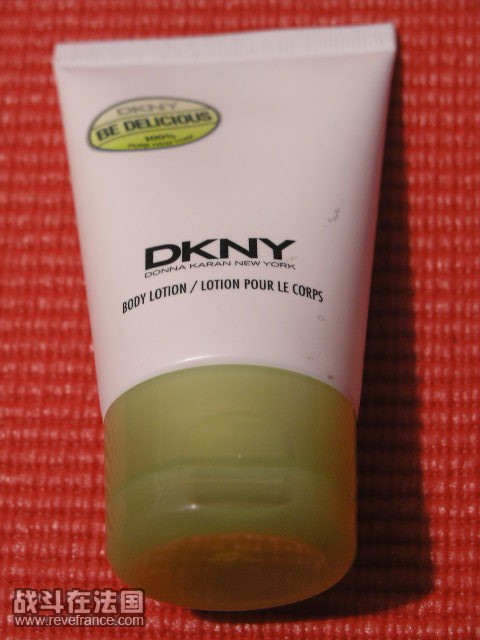 DKNY
BE DELICIOUS
100%
DKNY
DONNA KARAN NEW YORK
BODY LOTION / LOTION POUR LE CORPS
战斗在法国
www.revefrance.com